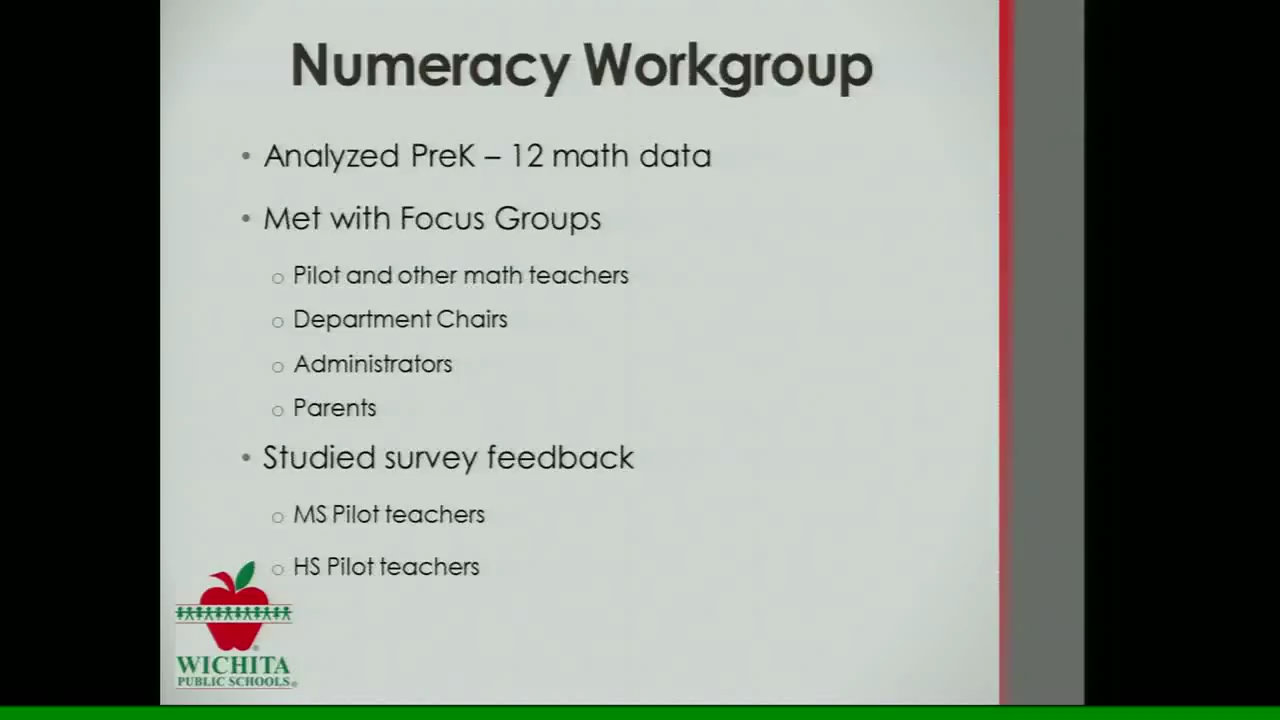 Numeracy Workgroup
• Analyzed PreK – 12 math data
• Met with Focus Groups
o Pilot and other math teachers
o Department Chairs
o Administrators
o Parents
• Studied survey feedback
o MS Pilot teachers
o HS Pilot teachers
WICHITA
PUBLIC SCHOOLS®